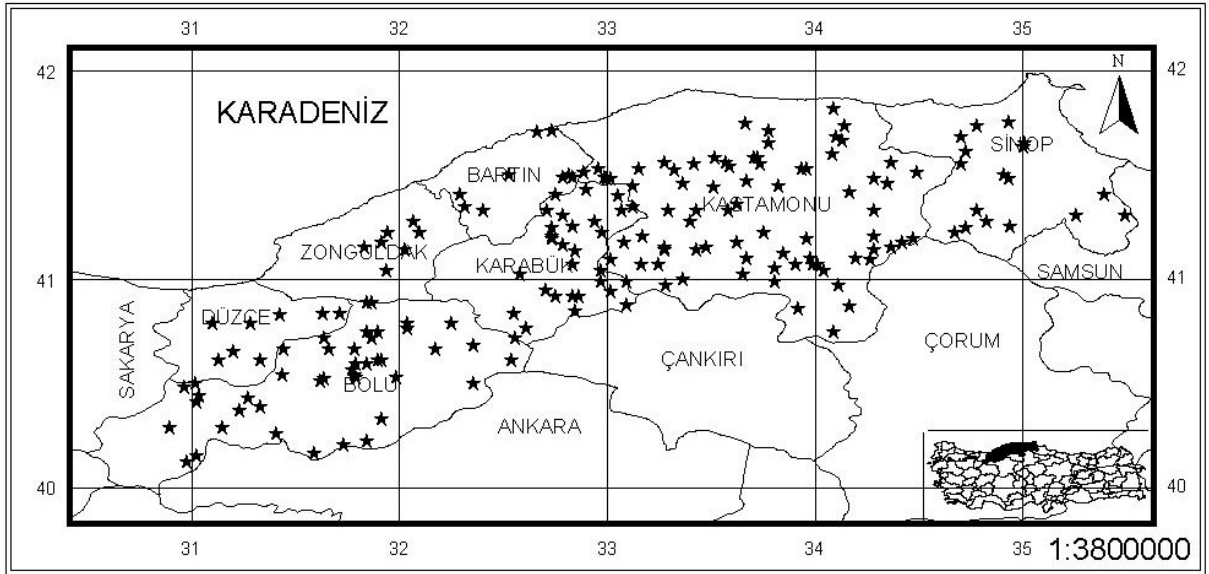 31 32 33 34 35
42 42
N
KARADENİZ
SİNOP
BARTIN
KASTAMONU
ZONGULDAK
KARABÜK
41 41
SAMSUN
DÜZCE
SAKARYA
ÇANKIRI
ÇORUM
BOLU
ANKARA
40 40
31 32 33 34 35
1:3800000